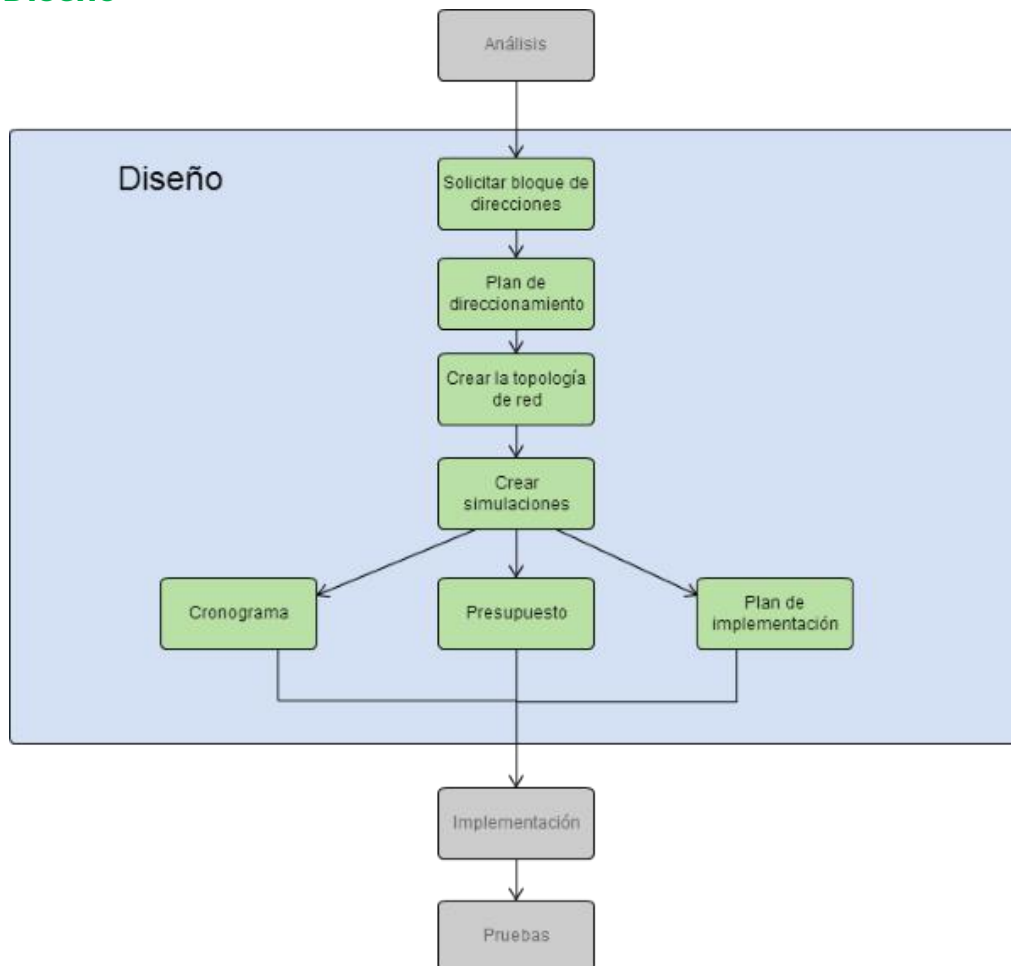 Análisis
Diseño
Solicitar bloque de
direcciones
Plan de
direccionamiento
Crear la topología
de red
Crear
simulaciones
Cronograma
Presupuesto
Plan de
implementación
Implementación
Pruebas